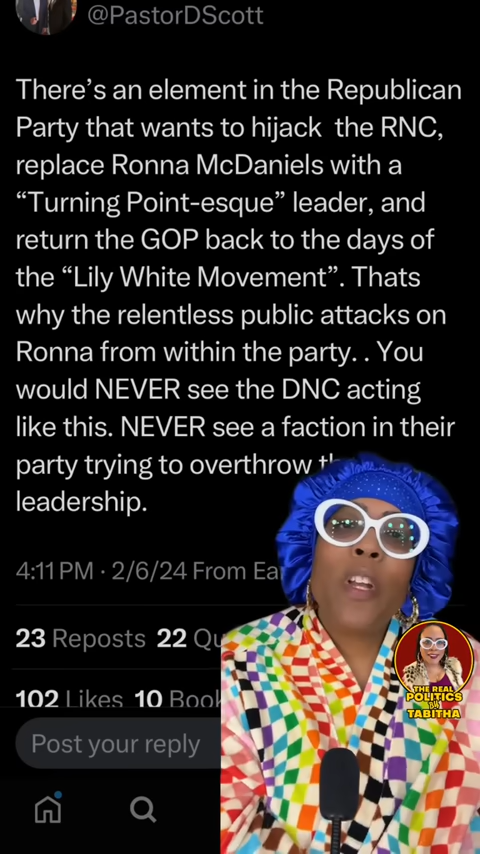 @PastorDScott
There’s an element in the Republican
Party that wants to hijack the RNC,
replace Ronna McDaniels with a
“Turning Point-esque” leader, and
return the GOP back to the days of
the “Lily White Movement”. Thats
why the relentless public attacks on
Ronna from within the party. . You
would NEVER see the DNC acting
like this. NEVER see a faction in their
party trying to overthrow
leadership.
4:11 PM · 2/6/24 From
23 Reposts 22
102 Likes 10
Post your reply
THE REAL
POLITICS
BY
TABITHA